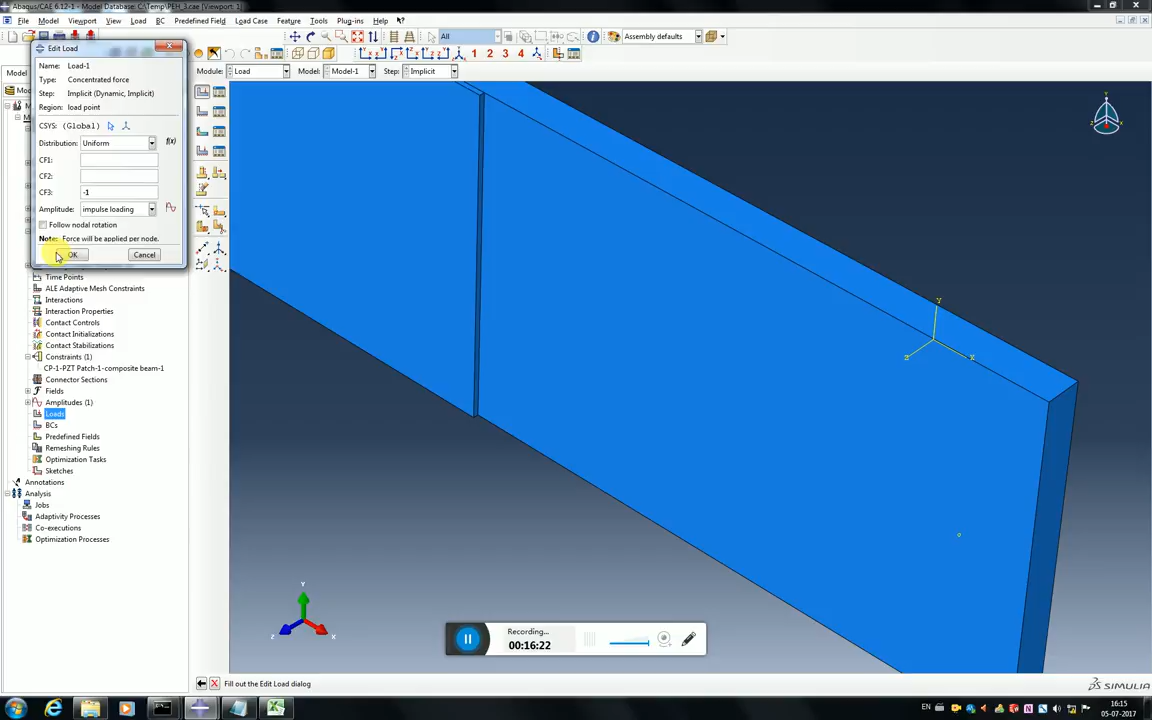 Abaqus/CAE 6.12-1 - Model Database: C:\Temp\PEH_3.cae [Viewport: 1]
File Model Viewport View Load BC Predefined Field Load Case Feature Tools Plug-ins Help
All
Assembly defaults
1 2 3 4
Module: Load Model: Model-1 Step: Implicit
Edit Load
Name: Load-1
Type: Concentrated force
Step: Implicit (Dynamic, Implicit)
Region: load point
CSYS: (Global)
Distribution: Uniform f(x)
CF1:
CF2:
CF3: -1
Amplitude: impulse loading
Follow nodal rotation
Note: Force will be applied per node.
OK Cancel
Time Points
ALE Adaptive Mesh Constraints
Interactions
Interaction Properties
Contact Controls
Contact Initializations
Contact Stabilizations
Constraints (1)
CP-1-PZT Patch-1-composite beam-1
Connector Sections
Fields
Amplitudes (1)
Loads
BCs
Predefined Fields
Remeshing Rules
Optimization Tasks
Sketches
Annotations
Analysis
Jobs
Adaptivity Processes
Co-executions
Optimization Processes
Y
Z X
Y
Z X
Recording...
00:16:22
Fill out the Edit Load dialog
SIMULIA
EN
16:15
05-07-2017